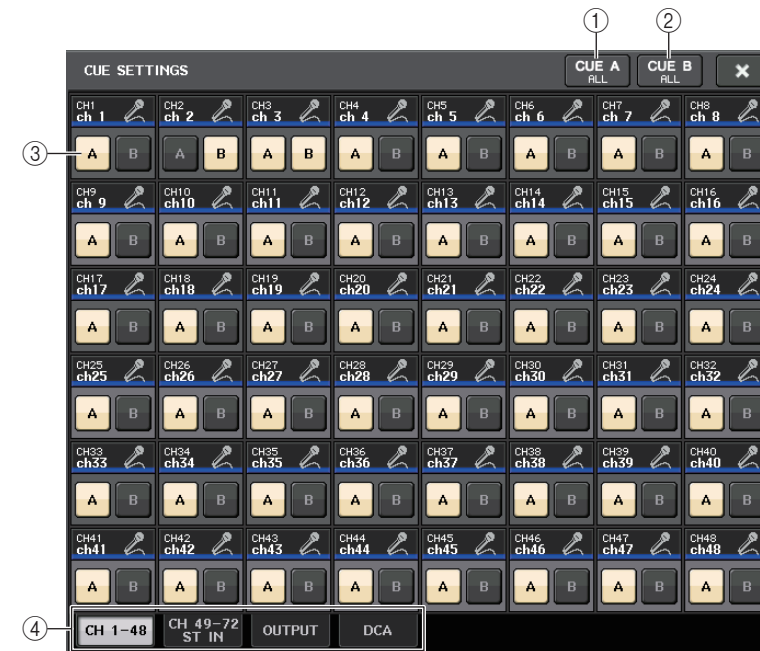 ① ②
CUE SETTINGS CUE A CUE B ×
ALL ALL
CH1 CH2 CH3 CH4 CH5 CH6 CH7 CH8
ch 1 ch 2 ch 3 ch 4 ch 5 ch 6 ch 7 ch 8
③ A B A B A B A B A B A B A B A B
CH9 CH10 CH11 CH12 CH13 CH14 CH15 CH16
ch 9 ch10 ch11 ch12 ch13 ch14 ch15 ch16
A B A B A B A B A B A B A B A B
CH17 CH18 CH19 CH20 CH21 CH22 CH23 CH24
ch17 ch18 ch19 ch20 ch21 ch22 ch23 ch24
A B A B A B A B A B A B A B A B
CH25 CH26 CH27 CH28 CH29 CH30 CH31 CH32
ch25 ch26 ch27 ch28 ch29 ch30 ch31 ch32
A B A B A B A B A B A B A B A B
CH33 CH34 CH35 CH36 CH37 CH38 CH39 CH40
ch33 ch34 ch35 ch36 ch37 ch38 ch39 ch40
A B A B A B A B A B A B A B A B
CH41 CH42 CH43 CH44 CH45 CH46 CH47 CH48
ch41 ch42 ch43 ch44 ch45 ch46 ch47 ch48
A B A B A B A B A B A B A B A B
④ CH 1-48 CH 49-72 OUTPUT DCA
ST IN